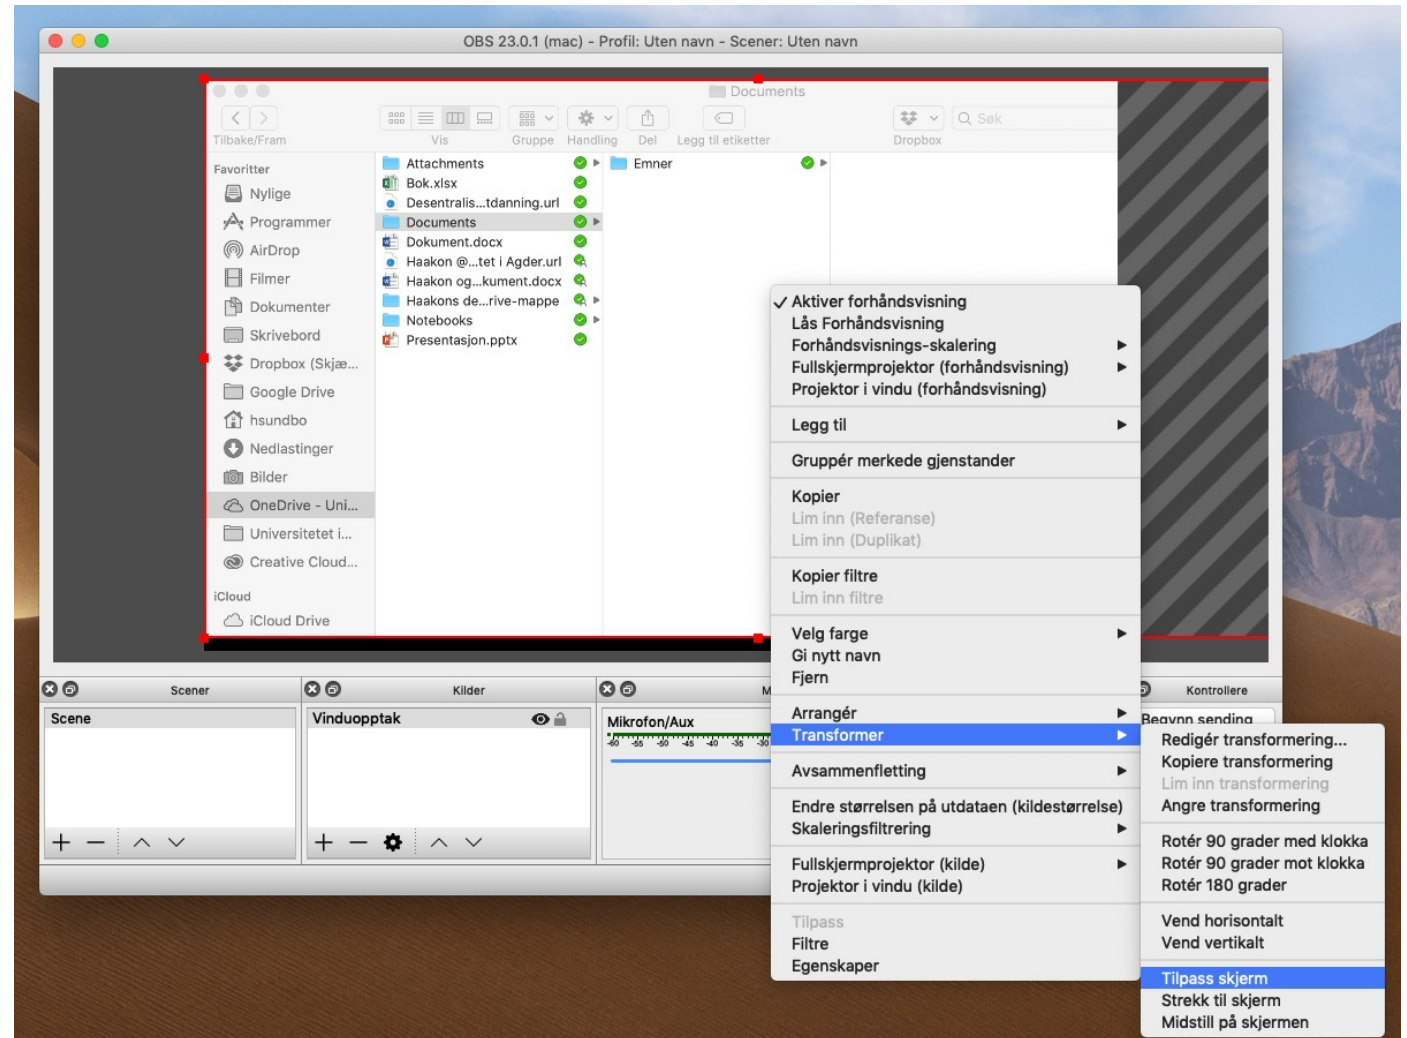 OBS 23.0.1 (mac) - Profil: Uten navn - Scener: Uten navn
Documents
Søk
Tilbake/Fram
Vis
Gruppe
Handling
Del
Legg til etiketter
Dropbox
Favoritter
Nylige
Programmer
AirDrop
Filmer
Dokumenter
Skrivebord
Dropbox (Skjæ...
Google Drive
hsundbo
Nedlastinger
Bilder
OneDrive - Uni...
Universitetet i...
Creative Cloud...
iCloud
iCloud Drive
Attachments
Bok.xlsx
Desentralis...tdanning.url
Documents
Dokument.docx
Haakon @...tet i Agder.url
Haakon og...kument.docx
Haakons de...rive-mappe
Notebooks
Presentasjon.pptx
Emner
Aktiver forhåndsvisning
Lås Forhåndsvisning
Forhåndsvisnings-skalering
Fullskjermprojektor (forhåndsvisning)
Projektor i vindu (forhåndsvisning)
Legg til
Gruppér merkede gjenstander
Kopier
Lim inn (Referanse)
Lim inn (Duplikat)
Kopier filtre
Lim inn filtre
Velg farge
Gi nytt navn
Fjern
Arrangér
Transformer
Avsammenfletting
Endre størrelsen på utdataen (kildestørrelse)
Skaleringsfiltrering
Fullskjermprojektor (kilde)
Projektor i vindu (kilde)
Tilpass
Filtre
Egenskaper
Redigér transformering...
Kopiere transformering
Lim inn transformering
Angre transformering
Rotér 90 grader med klokka
Rotér 90 grader mot klokka
Rotér 180 grader
Vend horisontalt
Vend vertikalt
Tilpass skjerm
Strekk til skjerm
Midstill på skjermen
Scener
Scene
Kilder
Vinduopptak
M
Mikrofon/Aux
-60 -55 -50 -45 -40 -35 -30
Kontrollere
Begynn sending